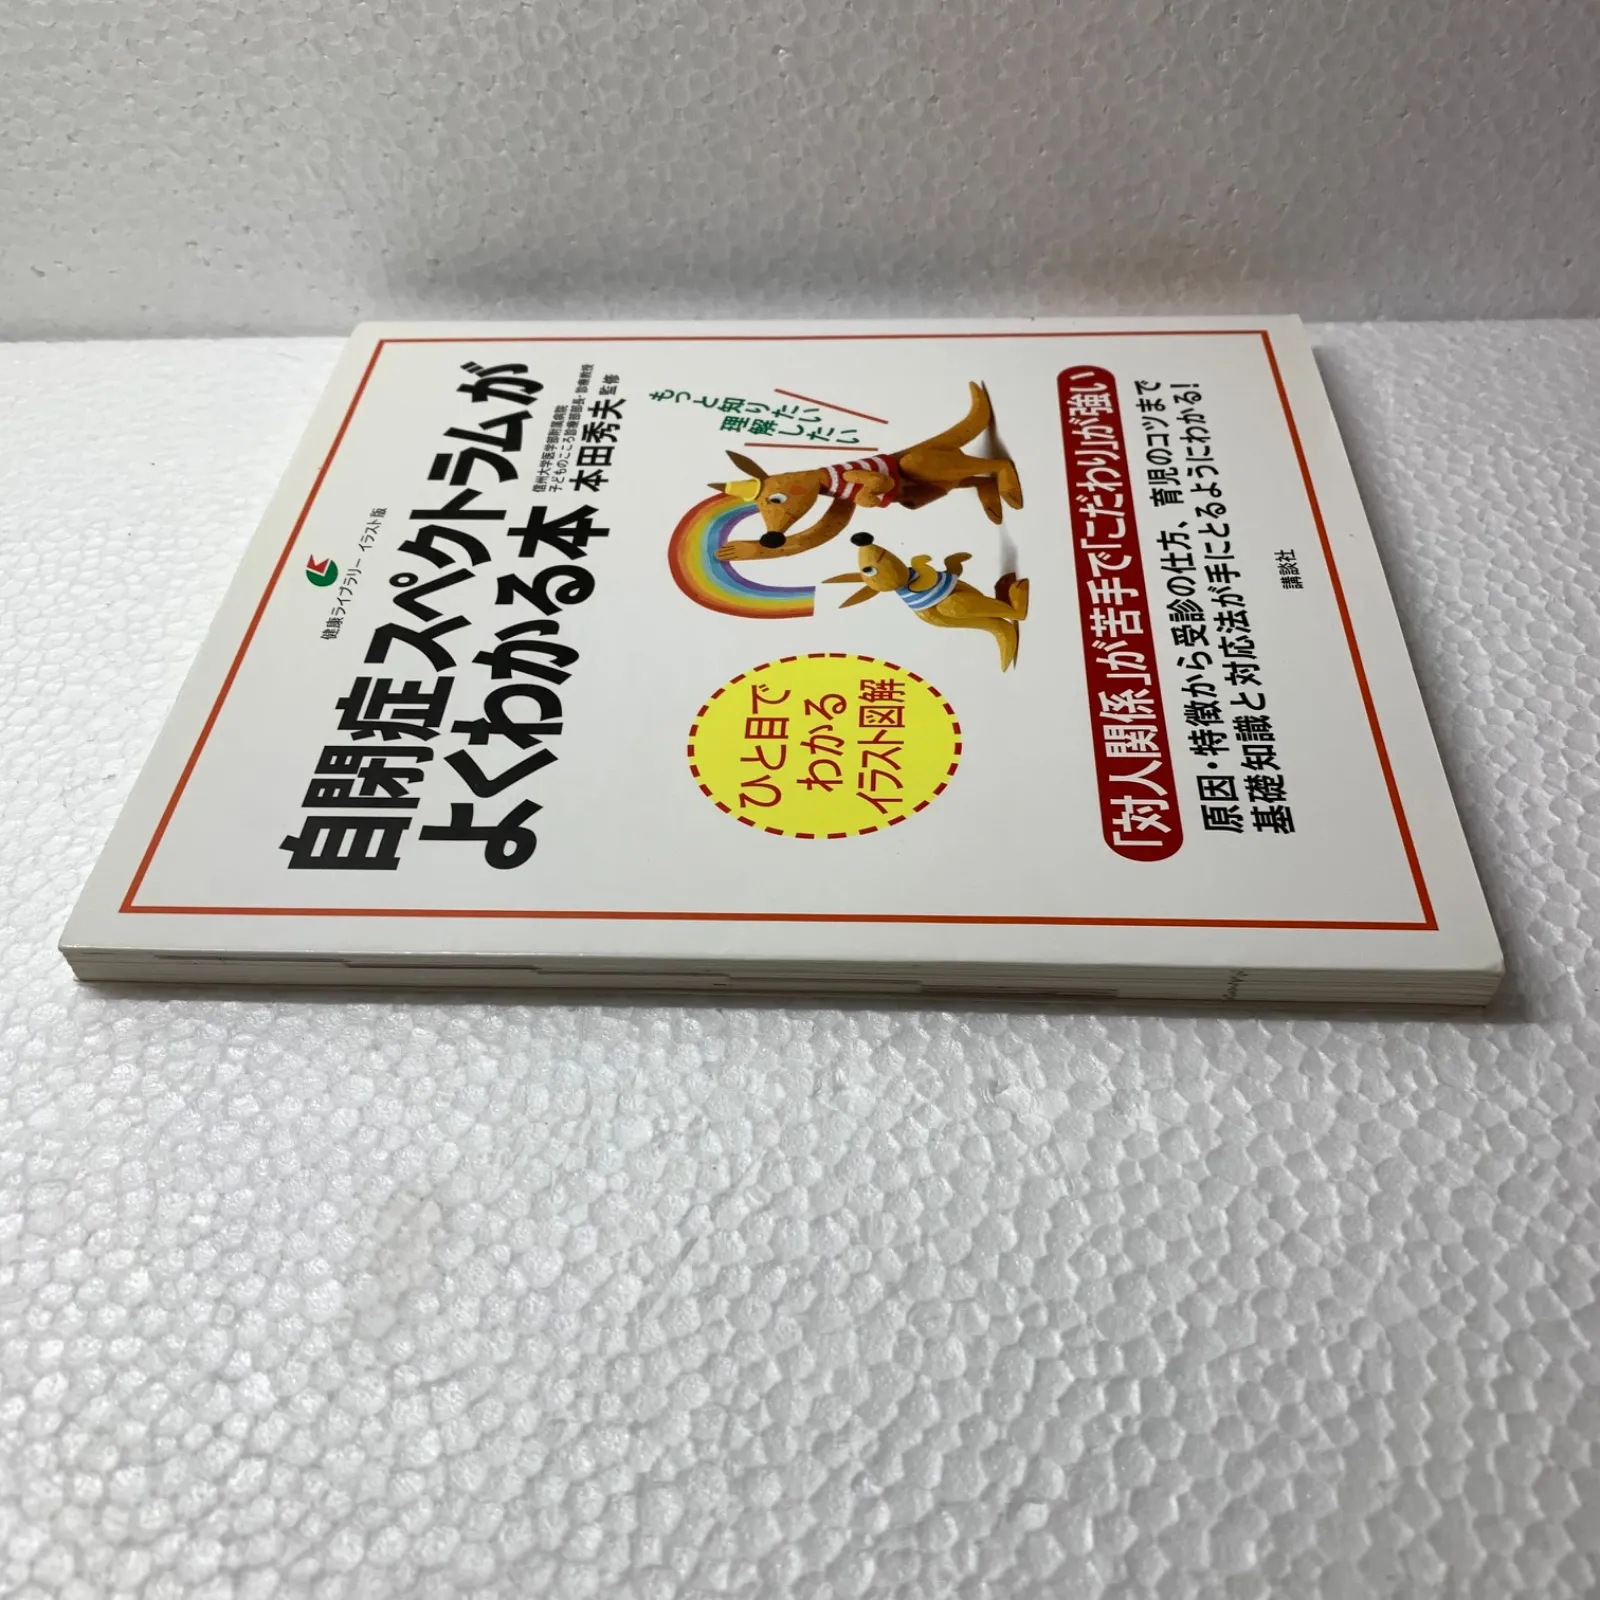 健康ライブラリー イラスト版
自閉症スペクトラムが
よくわかる本
信州大学医学部附属病院
子どものこころ診療部部長・診療教授
本田秀夫 監修
もっと知りたい
理解したい
ひと目で
わかる
イラスト図解
「対人関係」が苦手で「こだわり」が強い
原因・特徴から受診の仕方、育児のコツまで
基礎知識と対応法が手にとるようにわかる!
講談社